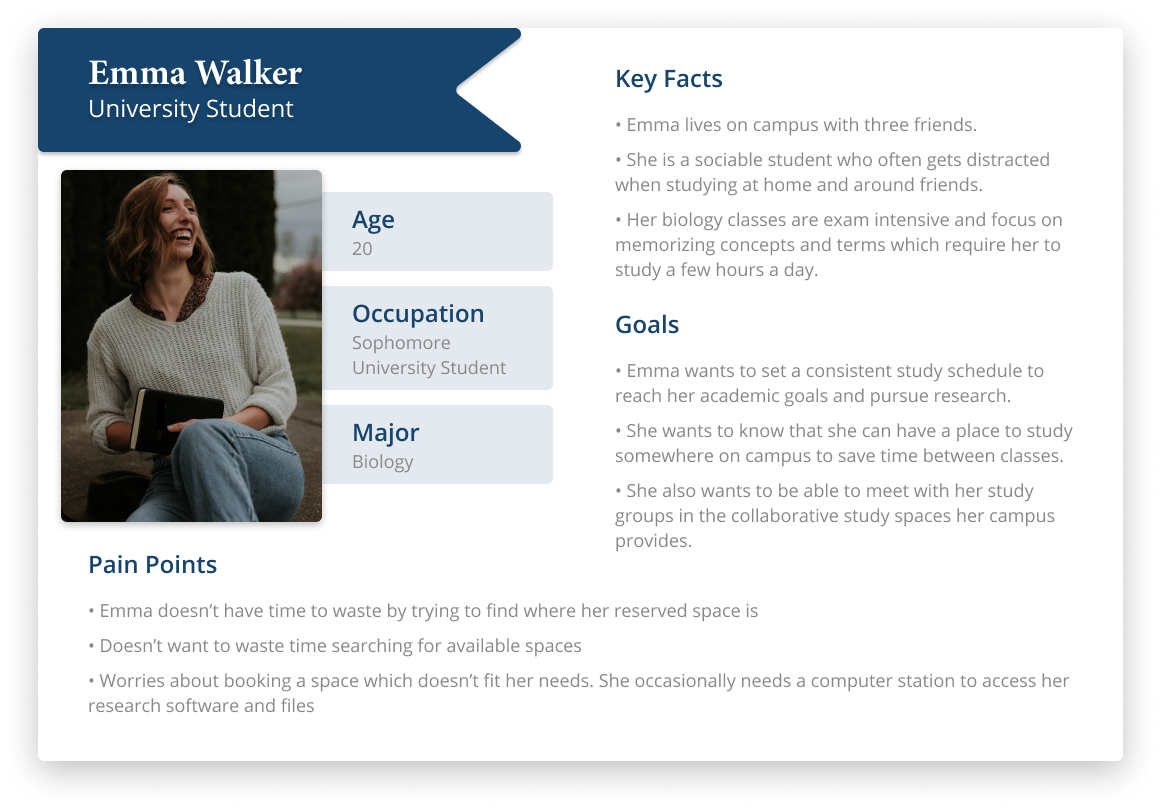 Emma Walker
University Student
Age
20
Occupation
Sophomore
University Student
Major
Biology
Key Facts
• Emma lives on campus with three friends.
• She is a sociable student who often gets distracted
when studying at home and around friends.
• Her biology classes are exam intensive and focus on
memorizing concepts and terms which require her to
study a few hours a day.
Goals
• Emma wants to set a consistent study schedule to
reach her academic goals and pursue research.
• She wants to know that she can have a place to study
somewhere on campus to save time between classes.
• She also wants to be able to meet with her study
groups in the collaborative study spaces her campus
provides.
Pain Points
• Emma doesn’t have time to waste by trying to find where her reserved space is
• Doesn’t want to waste time searching for available spaces
• Worries about booking a space which doesn’t fit her needs. She occasionally needs a computer station to access her
research software and files